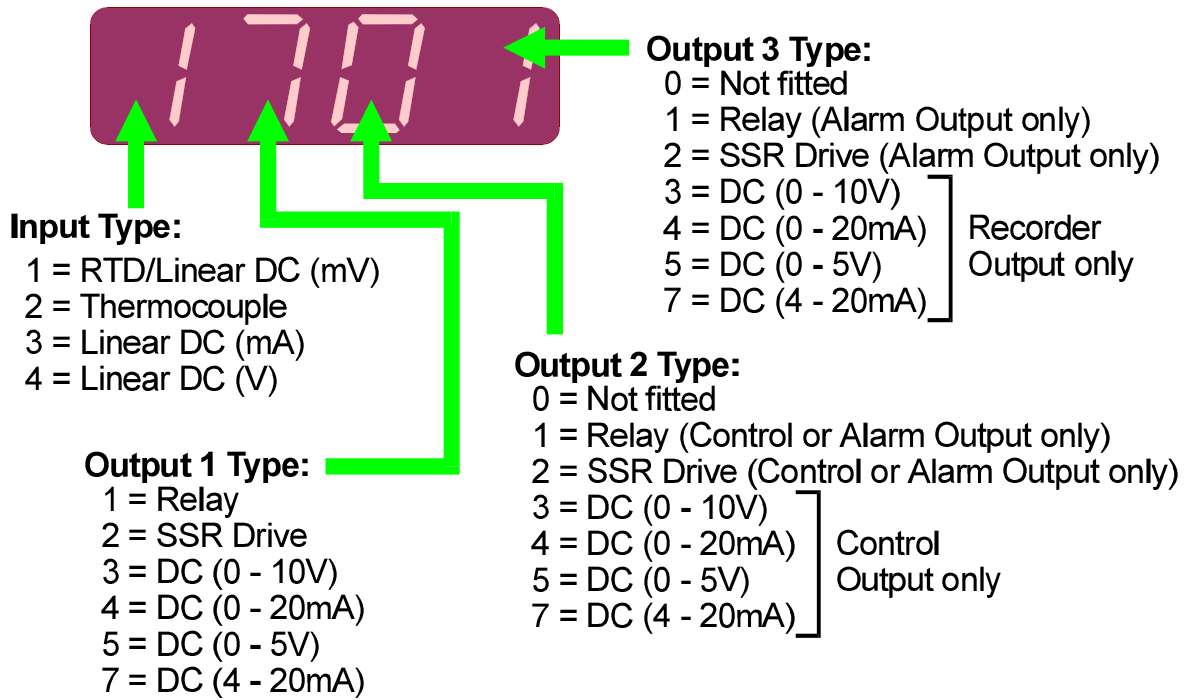 1701
Output 3 Type:
0 = Not fitted
1 = Relay (Alarm Output only)
2 = SSR Drive (Alarm Output only)
3 = DC (0 - 10V)
4 = DC (0 - 20mA)
5 = DC (0 - 5V)
7 = DC (4 - 20mA)
Recorder
Output only
Input Type:
1 = RTD/Linear DC (mV)
2 = Thermocouple
3 = Linear DC (mA)
4 = Linear DC (V)
Output 2 Type:
0 = Not fitted
1 = Relay (Control or Alarm Output only)
2 = SSR Drive (Control or Alarm Output only)
3 = DC (0 - 10V)
4 = DC (0 - 20mA)
5 = DC (0 - 5V)
7 = DC (4 - 20mA)
Control
Output only
Output 1 Type:
1 = Relay
2 = SSR Drive
3 = DC (0 - 10V)
4 = DC (0 - 20mA)
5 = DC (0 - 5V)
7 = DC (4 - 20mA)